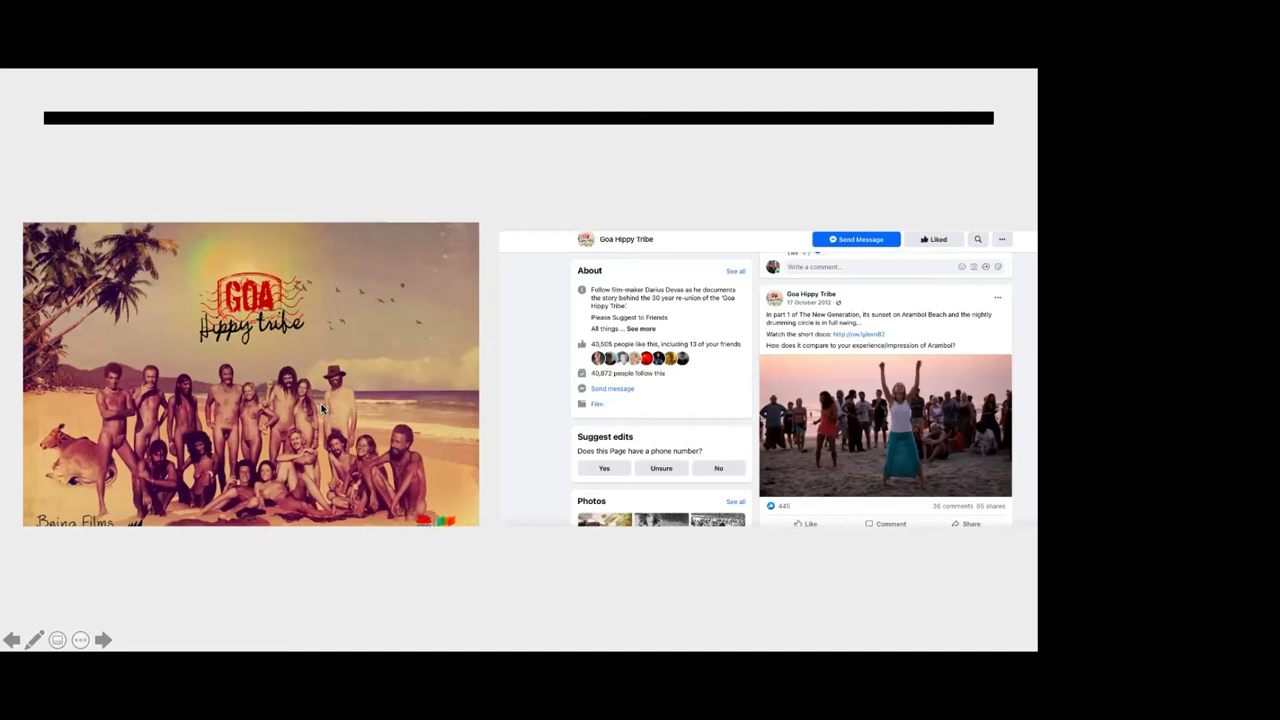 GOA
Hippy tribe
Being Films
Goa Hippy Tribe
Send Message
Liked
About
See all
Follow film-maker Darius Devas as he documents
the story behind the 30 year re-union of the 'Goa
Hippy Tribe'.
Please Suggest to Friends
All things ... See more
40,505 people like this, including 13 of your friends
40,872 people follow this
Send message
Film
Suggest edits
Does this Page have a phone number?
Yes
Unsure
No
Photos
See all
Write a comment...
Goa Hippy Tribe
17 October 2012
In part 1 of The New Generation, its sunset on Arambol Beach and the nightly
drumming circle is in full swing...
Watch the short doco: http://ow.ly/exn82
How does it compare to your experience/impression of Arambol?
445
36 comments 65 shares
Like
Comment
Share